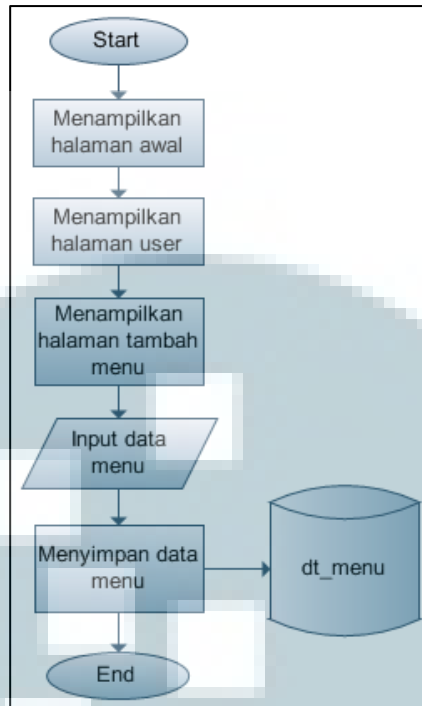 Start
Menampilkan
halaman awal
Menampilkan
halaman user
Menampilkan
halaman tambah
menu
Input data
menu
Menyimpan data
menu
dt_menu
End